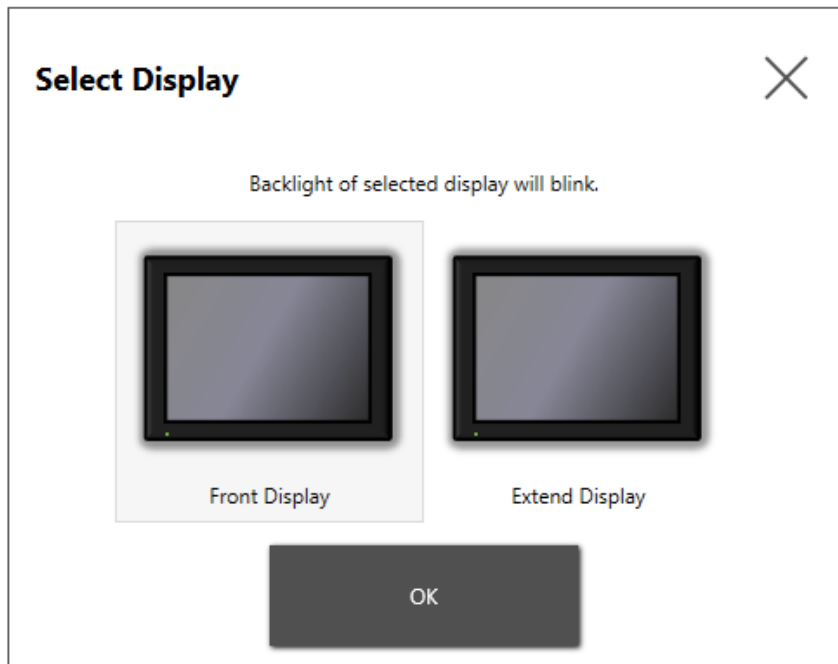 Select Display
Backlight of selected display will blink.
Front Display
Extend Display
OK